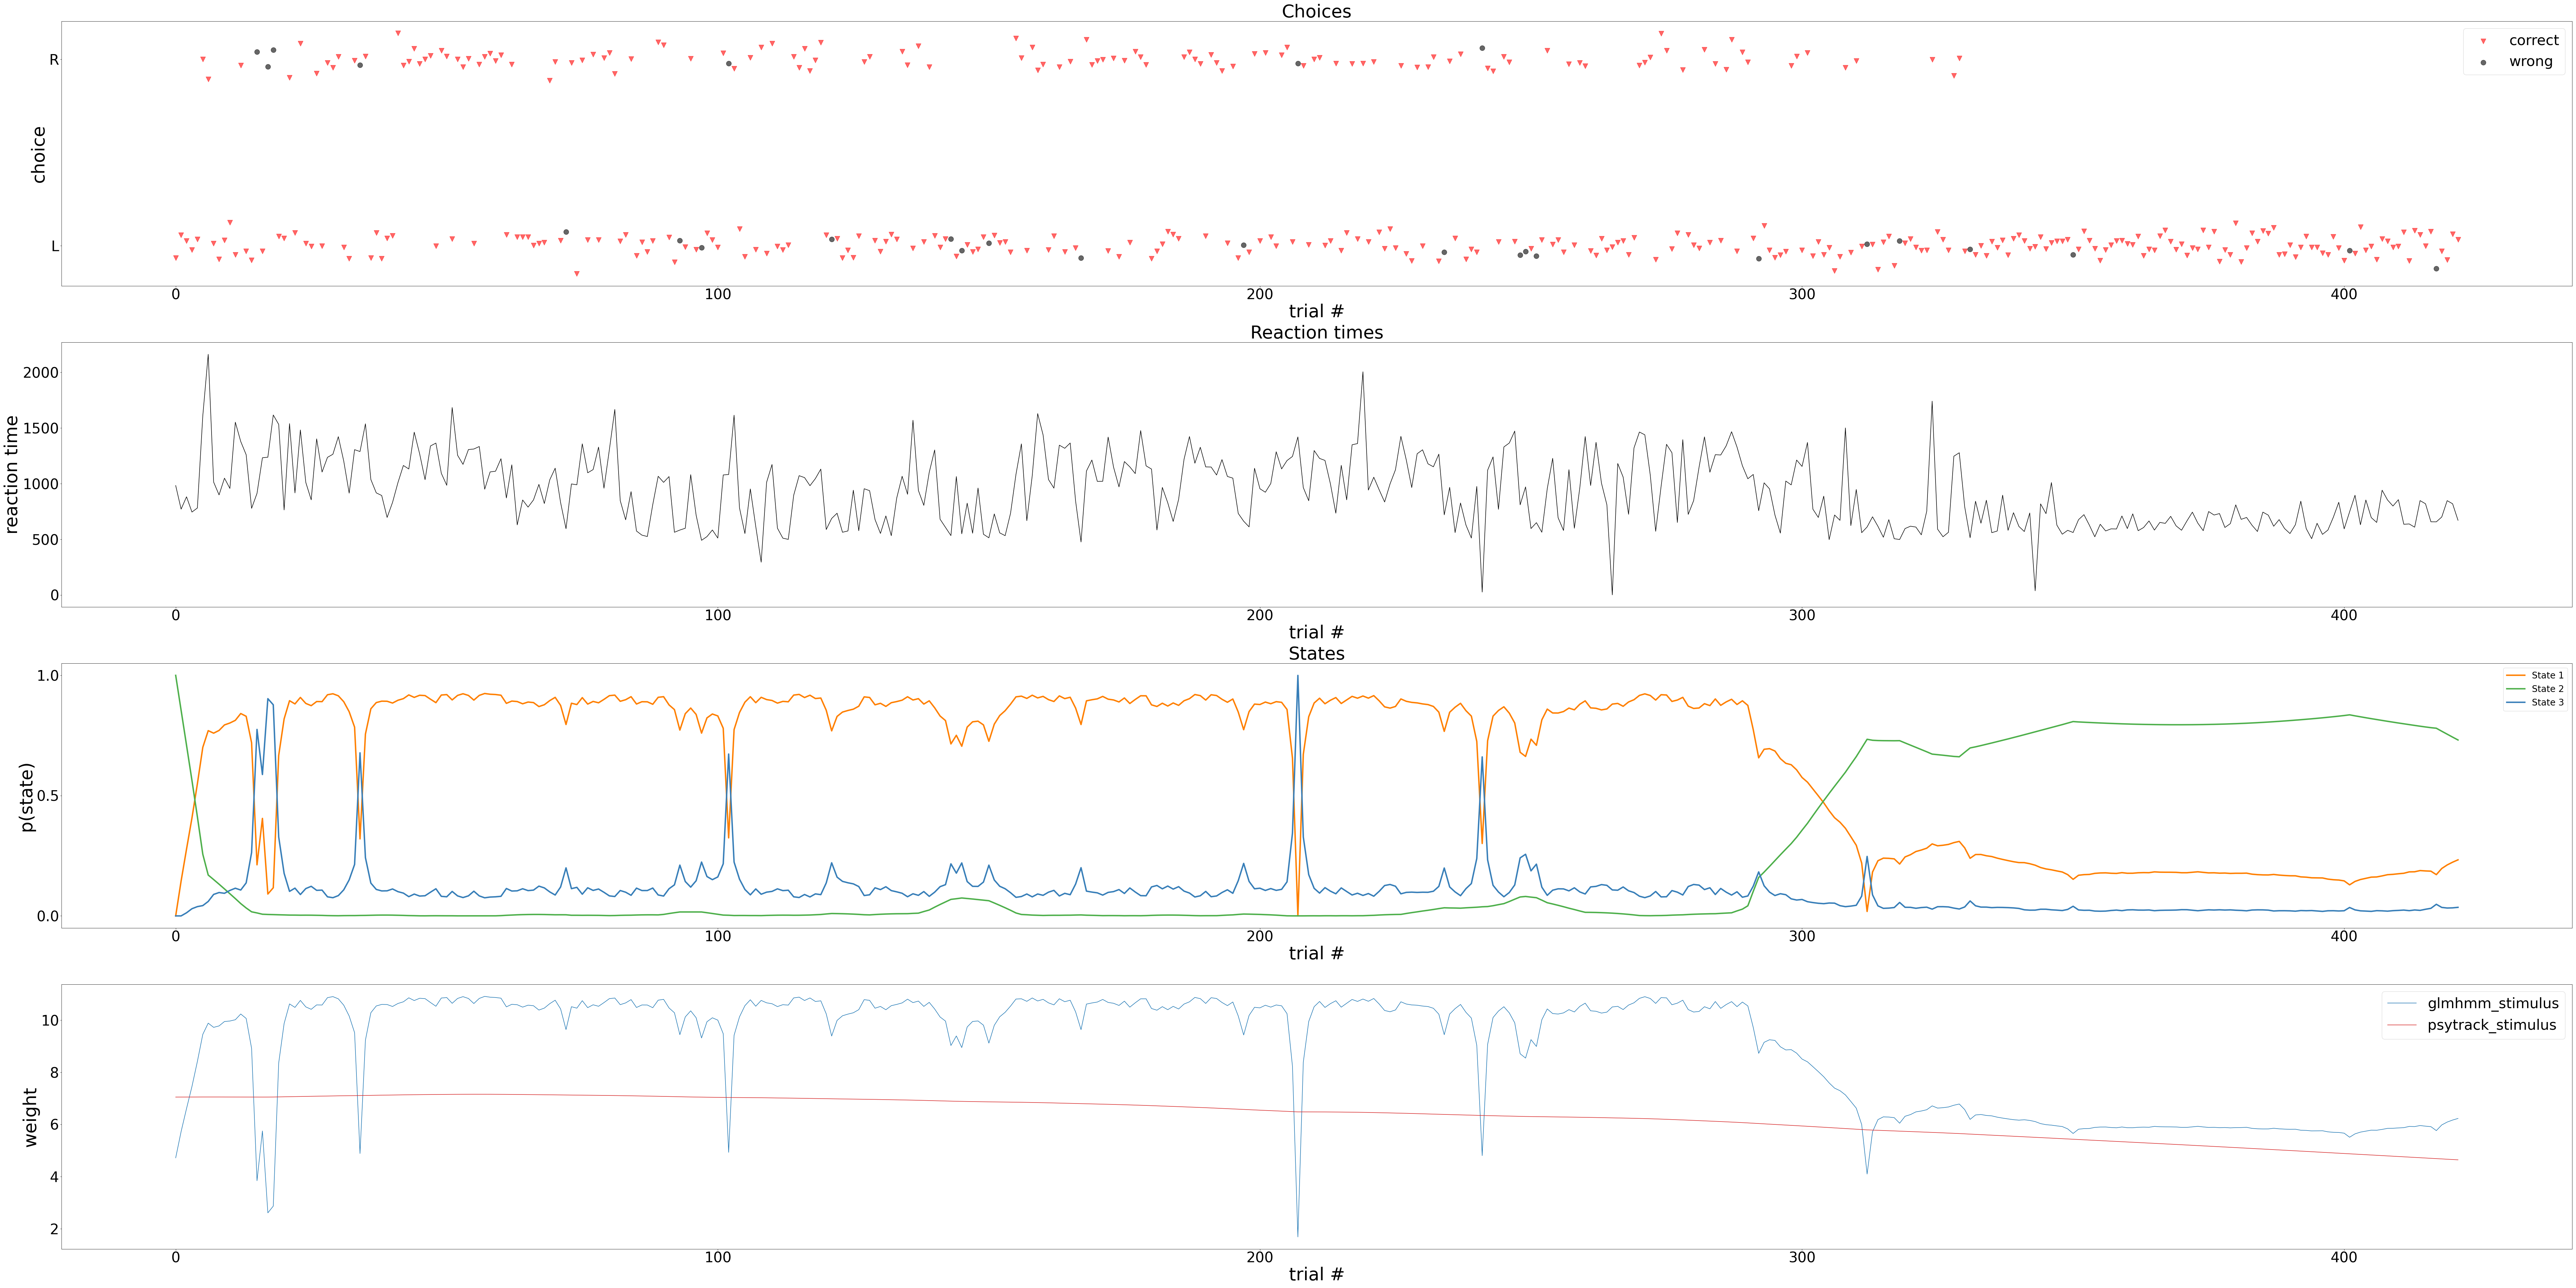 Choices
R
L
choice
correct
wrong
0 100 200 300 400
trial #
Reaction times
2000
1500
1000
500
0
reaction time
0 100 200 300 400
trial #
States
1.0
0.5
0.0
p(state)
State 1
State 2
State 3
0 100 200 300 400
trial #
10
8
6
4
2
weight
glmhmm_stimulus
psytrack_stimulus
0 100 200 300 400
trial #